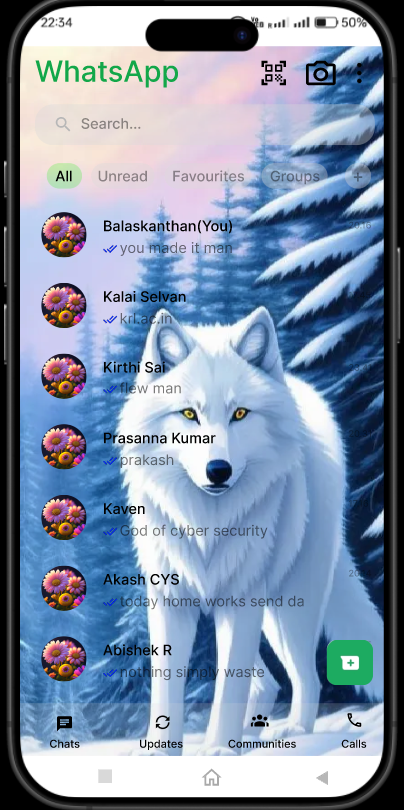 22:34
50%
WhatsApp
Search...
All Unread Favourites Groups +
Balaskanthan(You)
you made it man
Kalai Selvan
krl.ac.in
Kirthi Sai
flew man
Prasanna Kumar
prakash
Kaven
God of cyber security
Akash CYS
today home works send da
Abishek R
nothing simply waste
Chats Updates Communities Calls